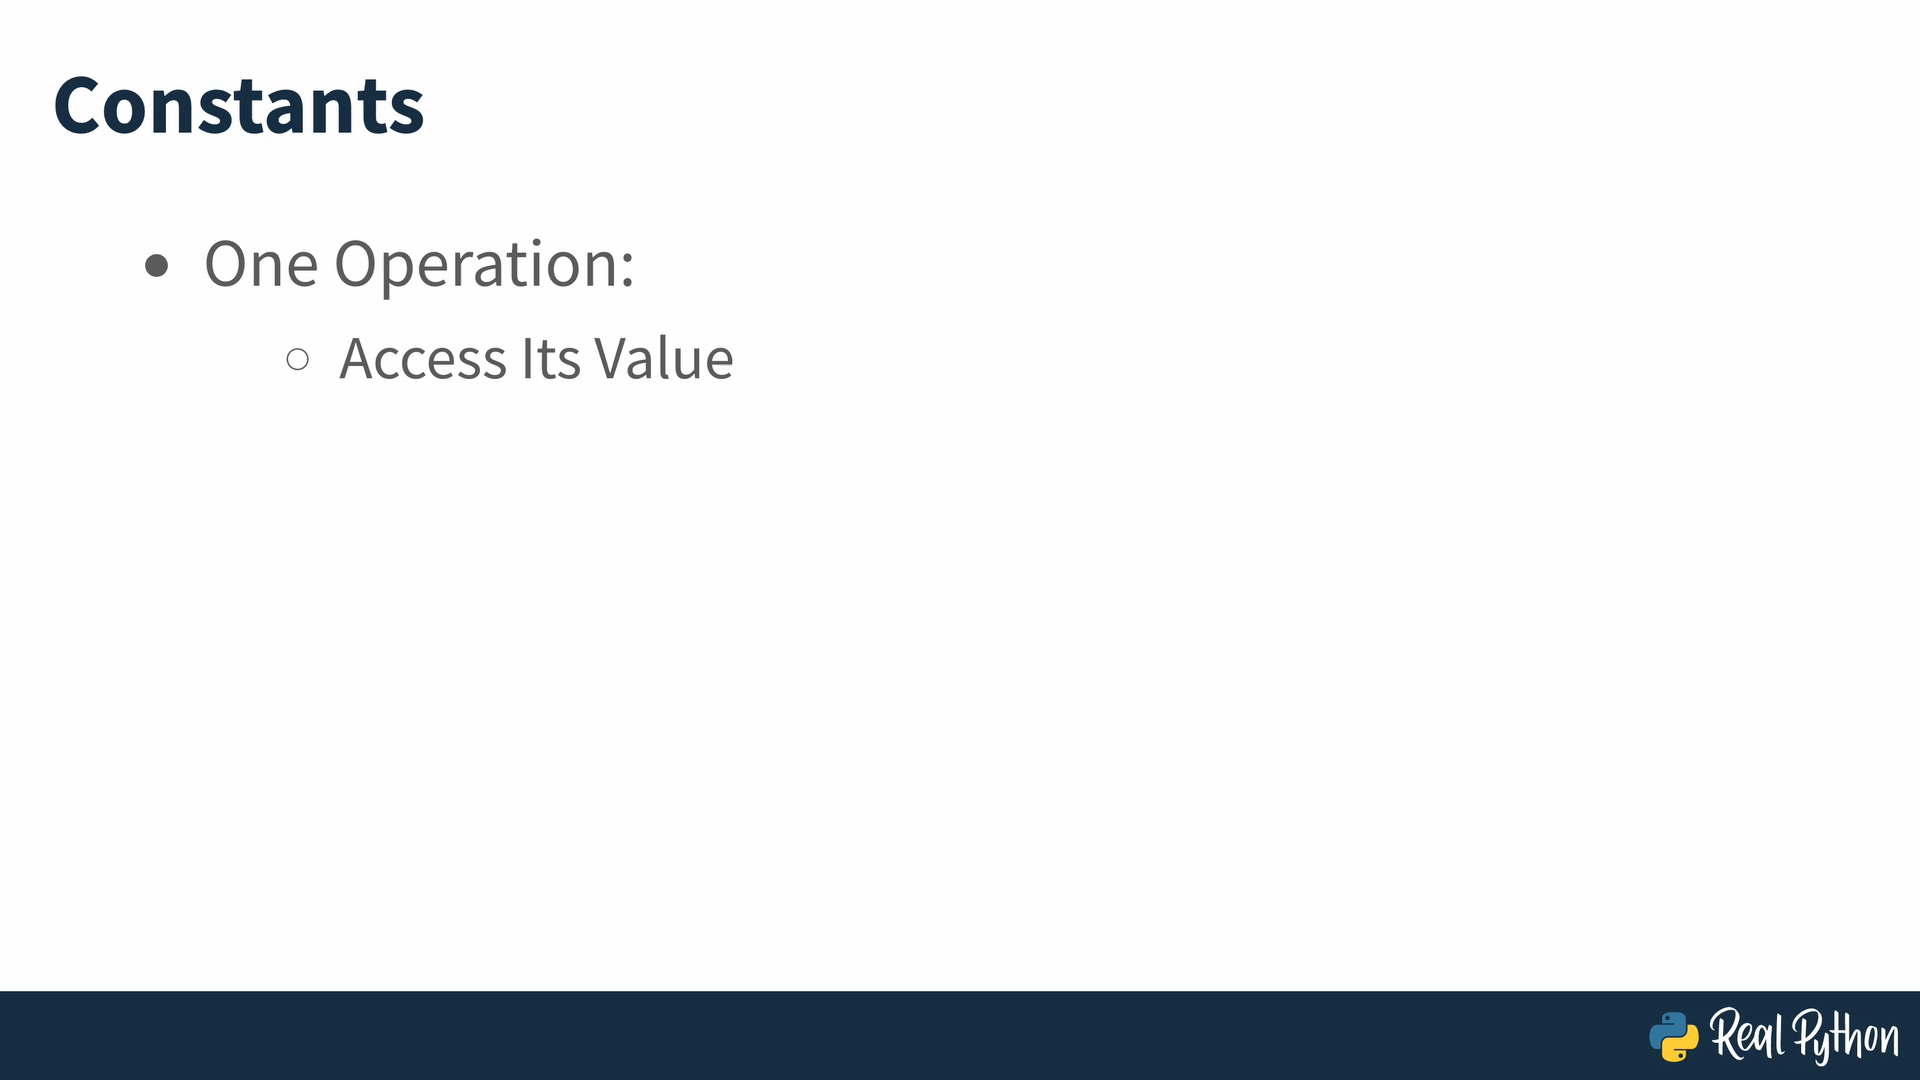 Constants
• One Operation:
○ Access Its Value
Real Python